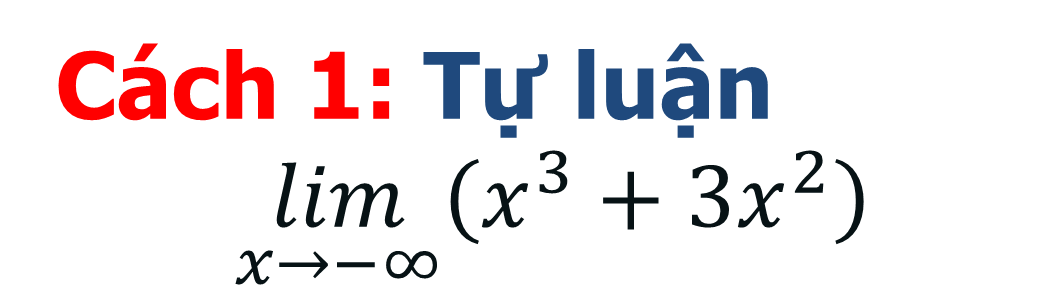 Cách 1: Tự luận
lim (x³ + 3x²)
x→−∞